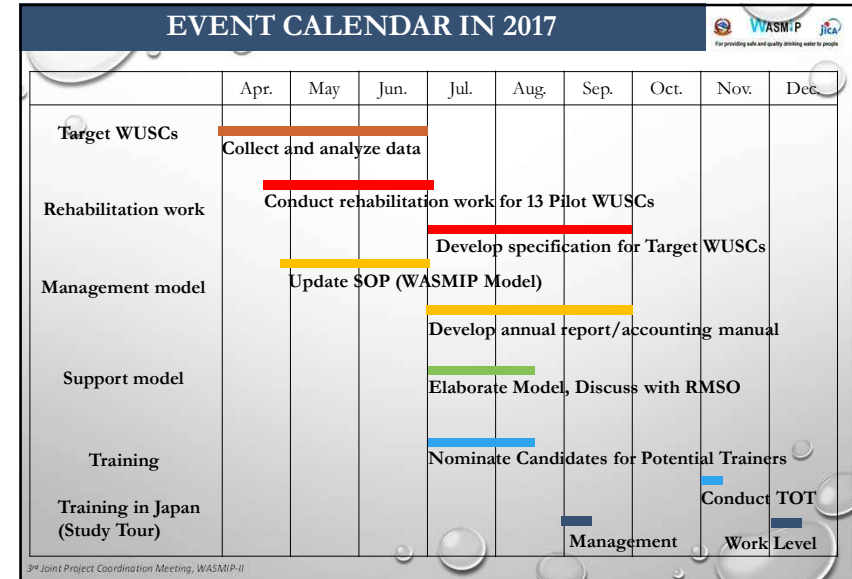 EVENT CALENDAR IN 2017
WASMIP
jica
For providing safe and quality drinking water to people
Apr. May Jun. Jul. Aug. Sep. Oct. Nov. Dec.
Target WUSCs
Collect and analyze data
Rehabilitation work
Conduct rehabilitation work for 13 Pilot WUSCs
Develop specification for Target WUSCs
Management model
Update SOP (WASMIP Model)
Develop annual report/accounting manual
Support model
Elaborate Model, Discuss with RMSO
Training
Nominate Candidates for Potential Trainers
Conduct TOT
Training in Japan
(Study Tour)
Management
Work Level
3rd Joint Project Coordination Meeting, WASMIP-II